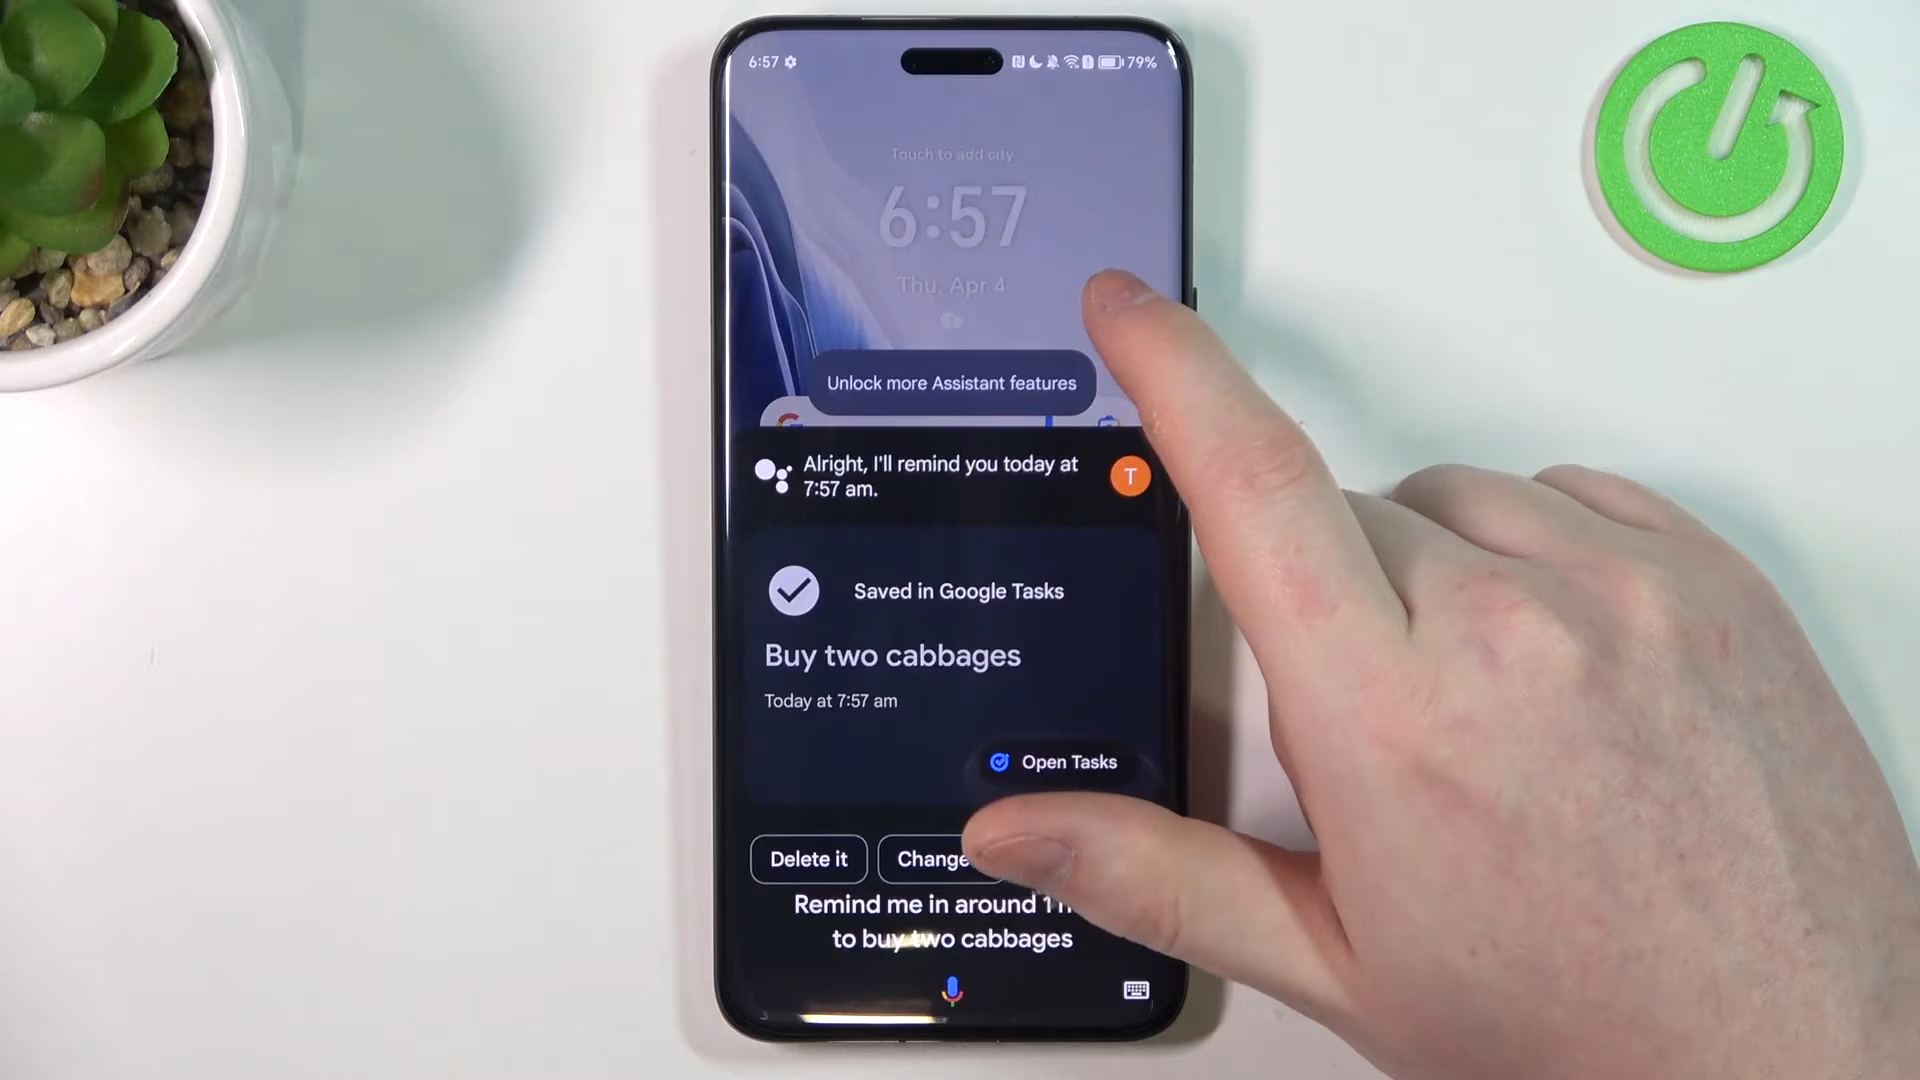 6:57
79%
Touch to add city
6:57
Thu, Apr 4
Unlock more Assistant features
Alright, I'll remind you today at
7:57 am.
T
Saved in Google Tasks
Buy two cabbages
Today at 7:57 am
Open Tasks
Delete it
Change
Remind me in around 1
to buy two cabbages